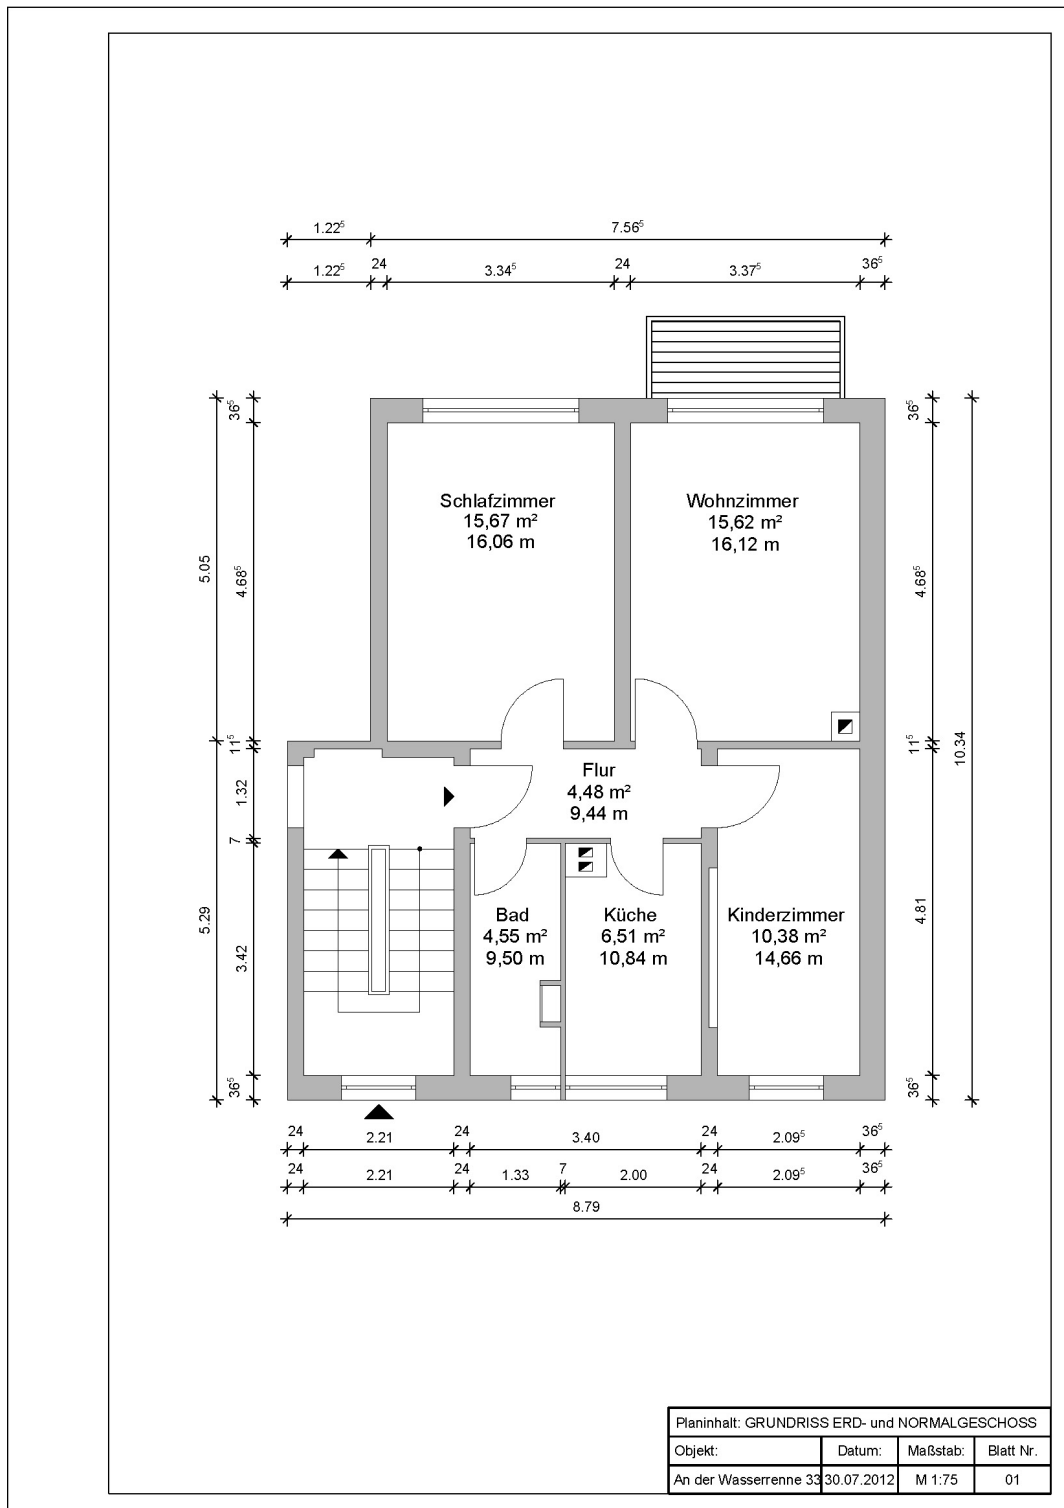 1.22⁵ 7.56⁵
1.22⁵ 24 3.34⁵ 24 3.37⁵ 36⁵
36⁵ 36⁵
Schlafzimmer
15,67 m²
16,06 m
Wohnzimmer
15,62 m²
16,12 m
5.05 4.68⁵ 4.68⁵
11⁵ 11⁵ 10.34
1.32
Flur
4,48 m²
9,44 m
7
Bad
4,55 m²
9,50 m
Küche
6,51 m²
10,84 m
Kinderzimmer
10,38 m²
14,66 m
5.29 3.42 4.81
36⁵ 36⁵
24 2.21 24 3.40 24 2.09⁵ 36⁵
24 2.21 24 1.33 7 2.00 24 2.09⁵ 36⁵
8.79
Planinhalt: GRUNDRISS ERD- und NORMALGESCHOSS
Objekt: Datum: Maßstab: Blatt Nr.
An der Wasserrenne 33 30.07.2012 M 1:75 01